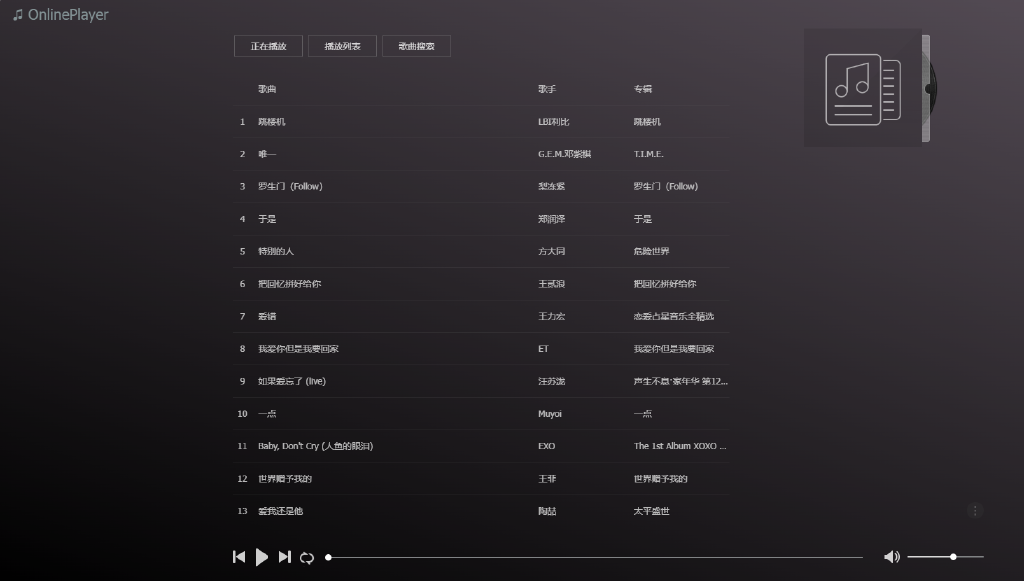 OnlinePlayer
正在播放 播放列表 歌曲搜索
歌曲 歌手 专辑
1 跳楼机 LBI利比 跳楼机
2 唯一 G.E.M.邓紫棋 T.I.M.E.
3 罗生门（Follow） 梨冻紧 罗生门（Follow）
4 于是 郑润泽 于是
5 特别的人 方大同 危险世界
6 把回忆拼好给你 王贰浪 把回忆拼好给你
7 爱错 王力宏 恋爱占星音乐全精选
8 我爱你但是我要回家 ET 我爱你但是我要回家
9 如果爱忘了 (live) 汪苏泷 声生不息·家年华 第12...
10 一点 Muyoi 一点
11 Baby, Don't Cry (人鱼的眼泪) EXO The 1st Album XOXO ...
12 世界赠予我的 王菲 世界赠予我的
13 爱我还是他 陶喆 太平盛世